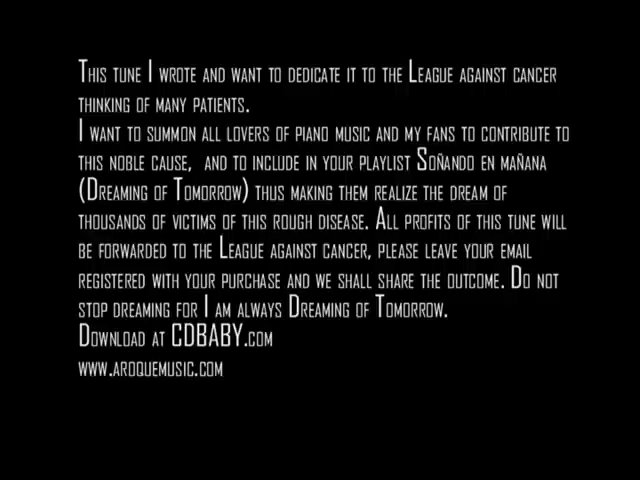 This tune I wrote and want to dedicate it to the League against cancer
thinking of many patients.
I want to summon all lovers of piano music and my fans to contribute to
this noble cause, and to include in your playlist Soñando en mañana
(Dreaming of Tomorrow) thus making them realize the dream of
thousands of victims of this rough disease. All profits of this tune will
be forwarded to the League against cancer, please leave your email
registered with your purchase and we shall share the outcome. Do not
stop dreaming for I am always Dreaming of Tomorrow.
Download at CDBABY.com
www.aroquemusic.com